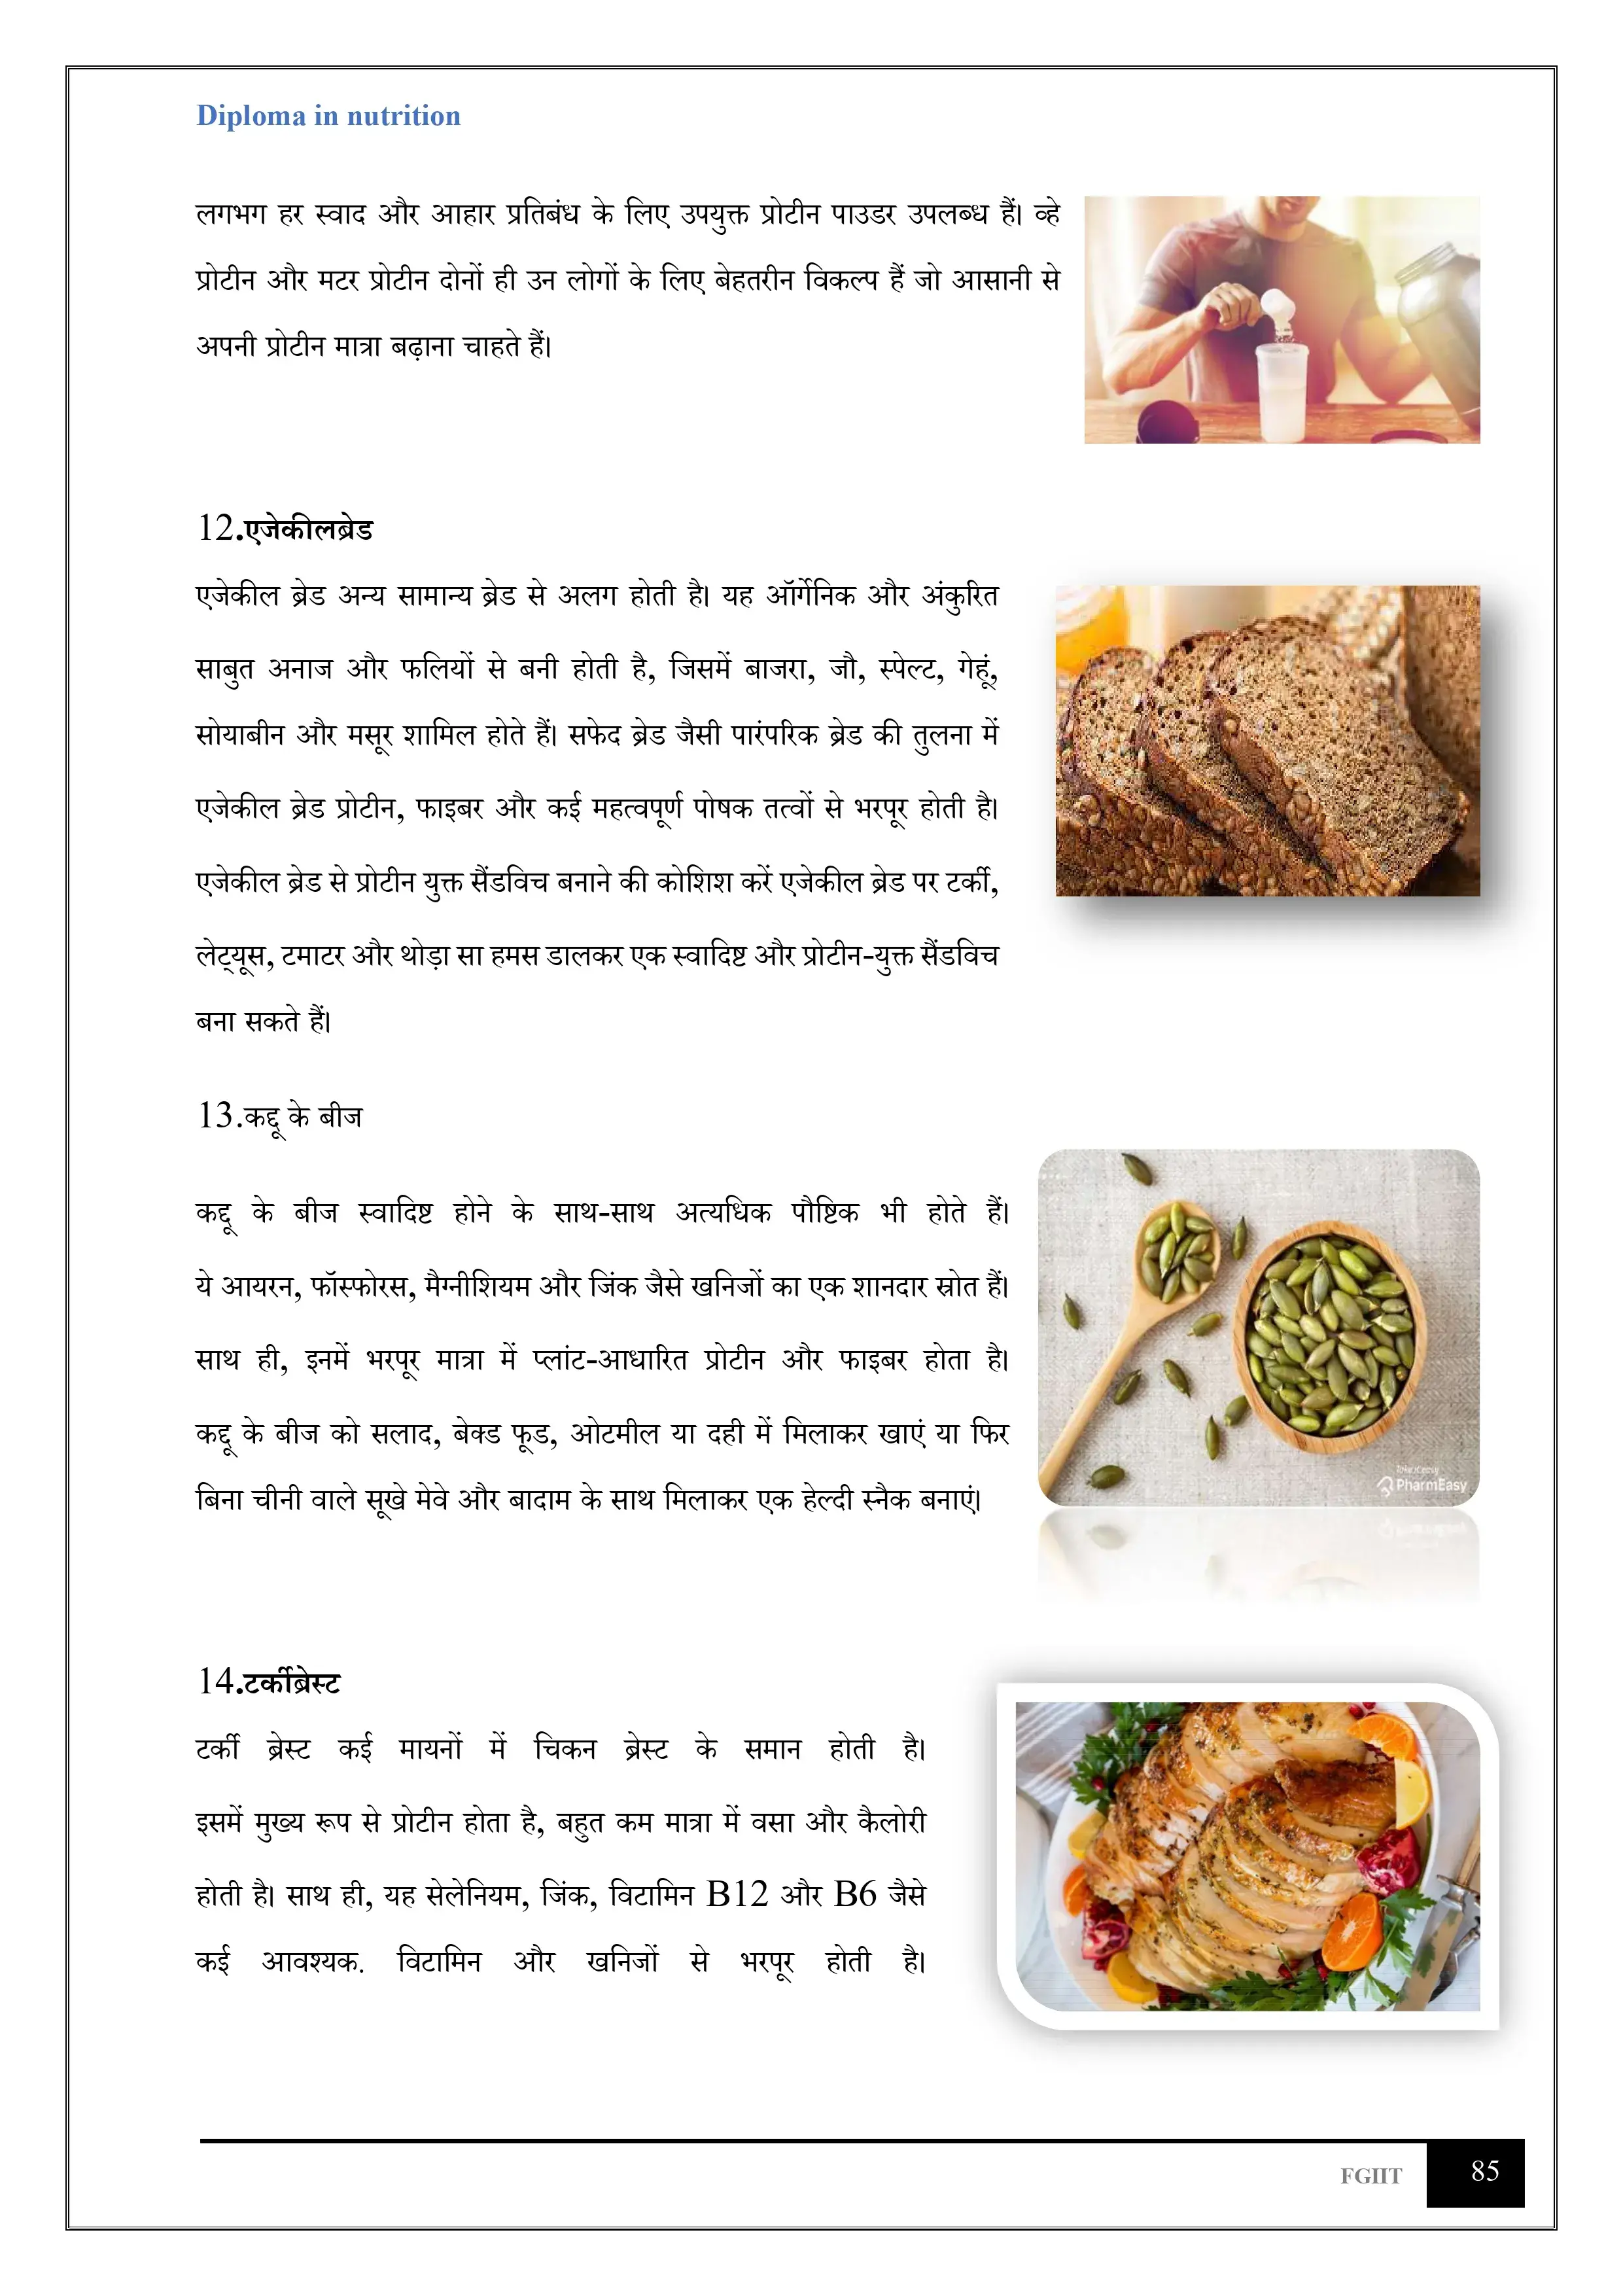 Diploma in nutrition
लगभग हर स्वाद और आहार प्रतिबंध के लिए उपयुक्त प्रोटीन पाउडर उपलब्ध हैं। व्हे
प्रोटीन और मटर प्रोटीन दोनों ही उन लोगों के लिए बेहतरीन विकल्प हैं जो आसानी से
अपनी प्रोटीन मात्रा बढ़ाना चाहते हैं।
12.एजेकीलब्रेड
एजेकील ब्रेड अन्य सामान्य ब्रेड से अलग होती है। यह ऑर्गेनिक और अंकुरित
साबुत अनाज और फलियों से बनी होती है, जिसमें बाजरा, जौ, स्पेल्ट, गेहूं,
सोयाबीन और मसूर शामिल होते हैं। सफेद ब्रेड जैसी पारंपरिक ब्रेड की तुलना में
एजेकील ब्रेड प्रोटीन, फाइबर और कई महत्वपूर्ण पोषक तत्वों से भरपूर होती है।
एजेकील ब्रेड से प्रोटीन युक्त सैंडविच बनाने की कोशिश करें एजेकील ब्रेड पर टर्की,
लेट्यूस, टमाटर और थोड़ा सा हमस डालकर एक स्वादिष्ट और प्रोटीन-युक्त सैंडविच
बना सकते हैं।
13.कद्दू के बीज
कद्दू के बीज स्वादिष्ट होने के साथ-साथ अत्यधिक पौष्टिक भी होते हैं।
ये आयरन, फॉस्फोरस, मैग्नीशियम और जिंक जैसे खनिजों का एक शानदार स्रोत हैं।
साथ ही, इनमें भरपूर मात्रा में प्लांट-आधारित प्रोटीन और फाइबर होता है।
कद्दू के बीज को सलाद, बेक्ड फूड, ओटमील या दही में मिलाकर खाएं या फिर
बिना चीनी वाले सूखे मेवे और बादाम के साथ मिलाकर एक हेल्दी स्नैक बनाएं।
PharmEasy
14.टर्कीब्रेस्ट
टर्की ब्रेस्ट कई मायनों में चिकन ब्रेस्ट के समान होती है।
इसमें मुख्य रूप से प्रोटीन होता है, बहुत कम मात्रा में वसा और कैलोरी
होती है। साथ ही, यह सेलेनियम, जिंक, विटामिन B12 और B6 जैसे
कई आवश्यक. विटामिन और खनिजों से भरपूर होती है।
FGIIT
85